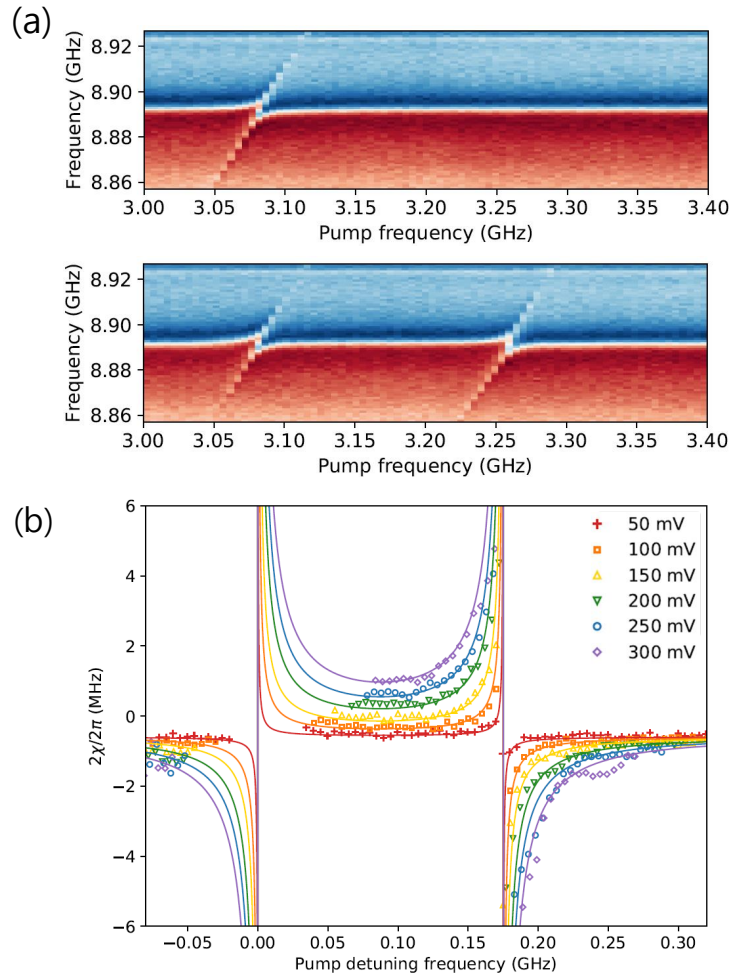 (a)
Frequency (GHz)
8.92
8.90
8.88
8.86
3.00 3.05 3.10 3.15 3.20 3.25 3.30 3.35 3.40
Pump frequency (GHz)
Frequency (GHz)
8.92
8.90
8.88
8.86
3.00 3.05 3.10 3.15 3.20 3.25 3.30 3.35 3.40
Pump frequency (GHz)
(b)
2χ/2π (MHz)
6
4
2
0
−2
−4
−6
50 mV
100 mV
150 mV
200 mV
250 mV
300 mV
−0.05 0.00 0.05 0.10 0.15 0.20 0.25 0.30
Pump detuning frequency (GHz)